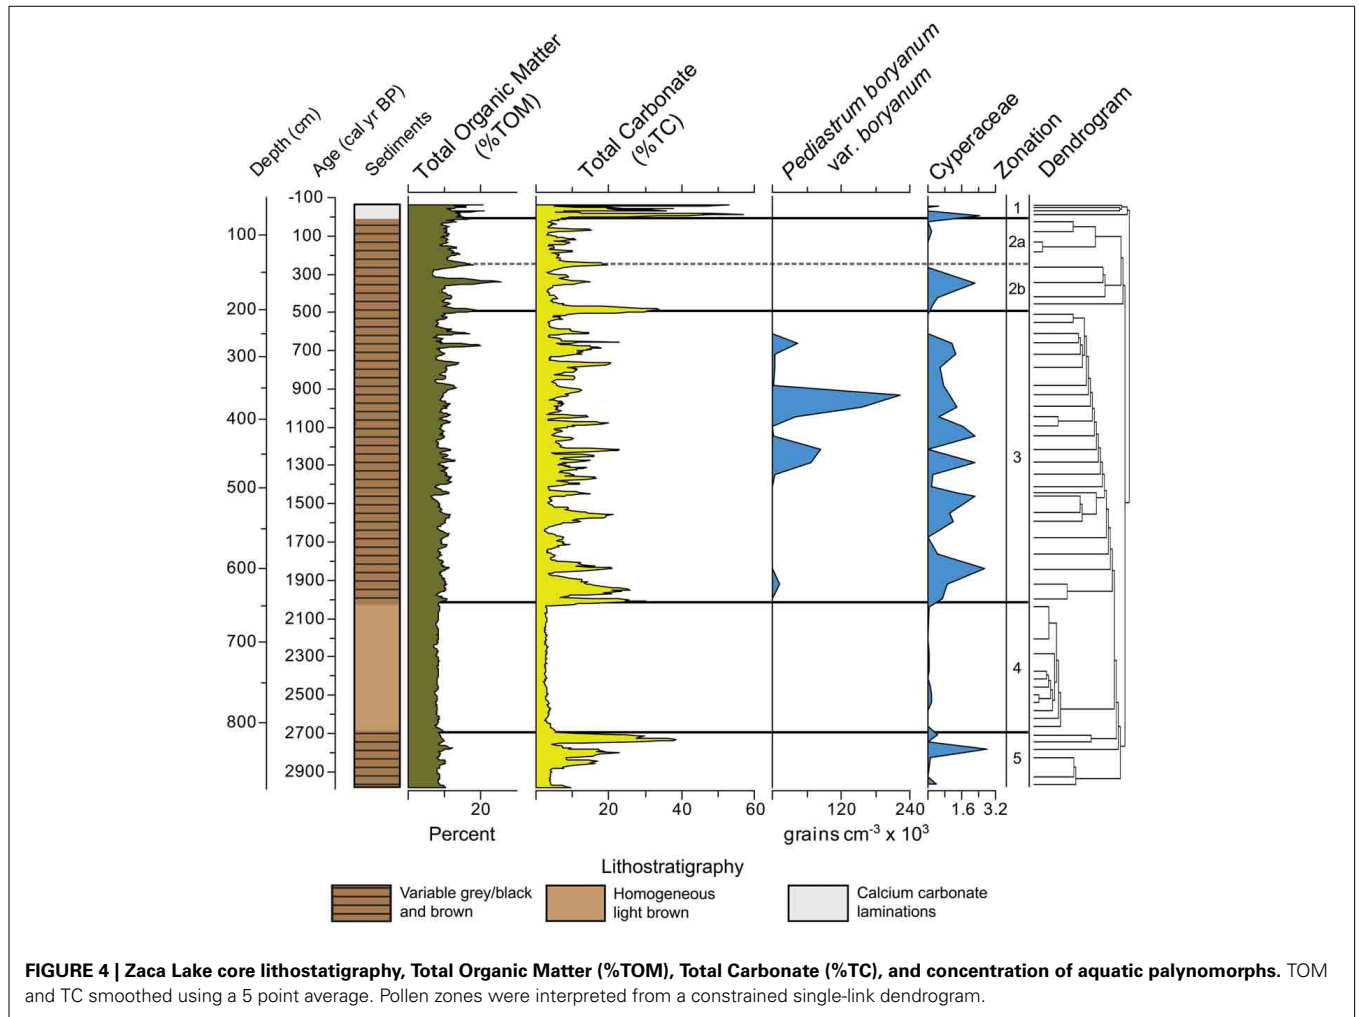 Depth (cm)
Age (cal yr BP)
Sediments
Total Organic Matter
(%TOM)
Total Carbonate
(%TC)
Pediastrum boryanum
var. boryanum
Cyperaceae
Zonation
Dendrogram
-100
100
300
500
700
900
1100
1300
1500
1700
1900
2100
2300
2500
2700
2900
100
200
300
400
500
600
700
800
1
2a
2b
3
4
5
20
20 40 60
120 240
1.6 3.2
Percent
grains cm-3 x 10³
Lithostratigraphy
Variable grey/black
and brown
Homogeneous
light brown
Calcium carbonate
laminations
FIGURE 4 | Zaca Lake core lithostatigraphy, Total Organic Matter (%TOM), Total Carbonate (%TC), and concentration of aquatic palynomorphs. TOM
and TC smoothed using a 5 point average. Pollen zones were interpreted from a constrained single-link dendrogram.